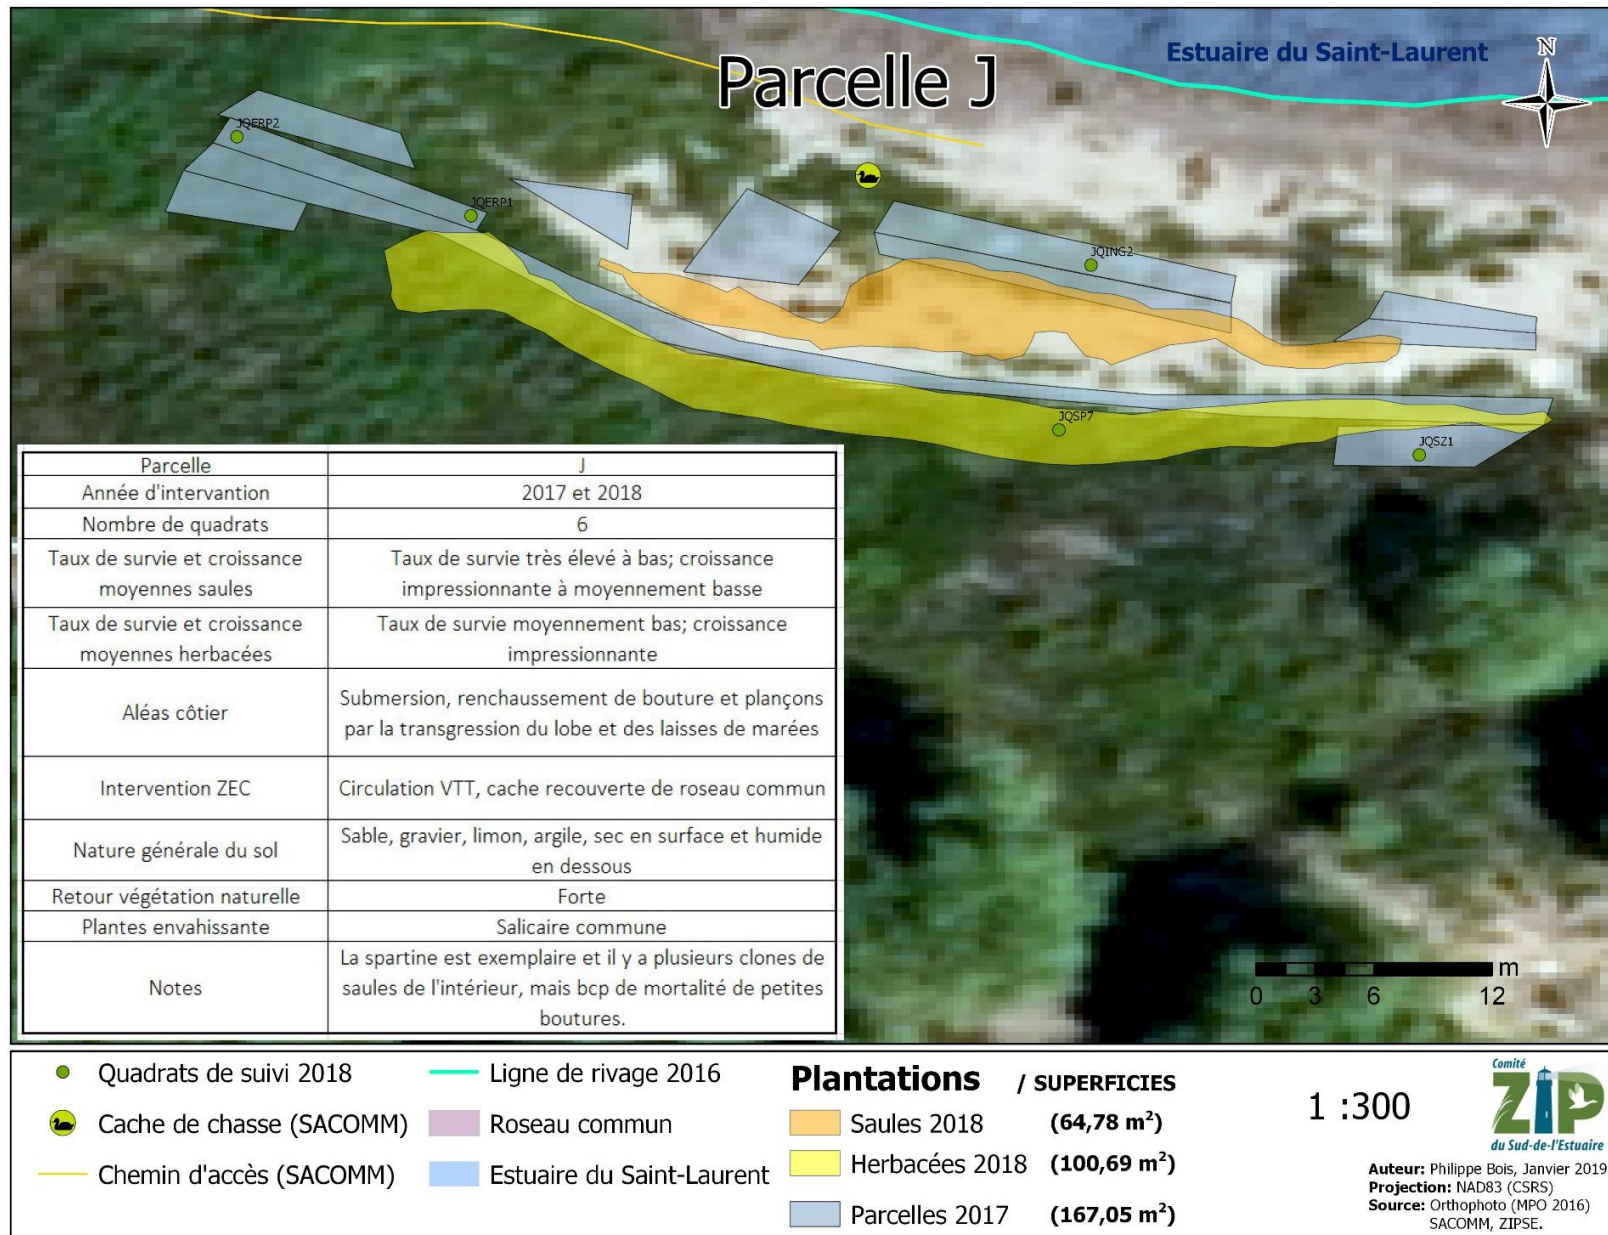 Estuaire du Saint-Laurent
N
Parcelle J
JQERP2
JQERP1
JQING2
JQSP7
JQSZ1
Parcelle J
Année d'intervantion 2017 et 2018
Nombre de quadrats 6
Taux de survie et croissance
moyennes saules
Taux de survie très élevé à bas; croissance
impressionnante à moyennement basse
Taux de survie et croissance
moyennes herbacées
Taux de survie moyennement bas; croissance
impressionnante
Aléas côtier
Submersion, renchaussement de bouture et plançons
par la transgression du lobe et des laisses de marées
Intervention ZEC Circulation VTT, cache recouverte de roseau commun
Nature générale du sol
Sable, gravier, limon, argile, sec en surface et humide
en dessous
Retour végétation naturelle Forte
Plantes envahissante Salicaire commune
Notes
La spartine est exemplaire et il y a plusieurs clones de
saules de l'intérieur, mais bcp de mortalité de petites
boutures.
m
0 3 6 12
Quadrats de suivi 2018
Cache de chasse (SACOMM)
Chemin d'accès (SACOMM)
Ligne de rivage 2016
Roseau commun
Estuaire du Saint-Laurent
Plantations / SUPERFICIES
Saules 2018 (64,78 m²)
Herbacées 2018 (100,69 m²)
Parcelles 2017 (167,05 m²)
1 :300
Comité
ZIP
du Sud-de-l'Estuaire
Auteur: Philippe Bois, Janvier 2019
Projection: NAD83 (CSRS)
Source: Orthophoto (MPO 2016)
SACOMM, ZIPSE.